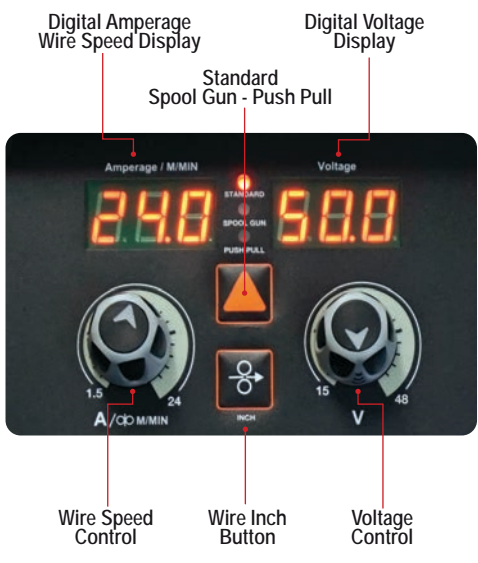 Digital Amperage
Wire Speed Display
Digital Voltage
Display
Standard
Spool Gun - Push Pull
Amperage / M/MIN
Voltage
24.0
STANDARD
SPOOL GUN
PUSH PULL
50.0
1.5
24
A/M/MIN
INCH
15
48
V
Wire Speed
Control
Wire Inch
Button
Voltage
Control